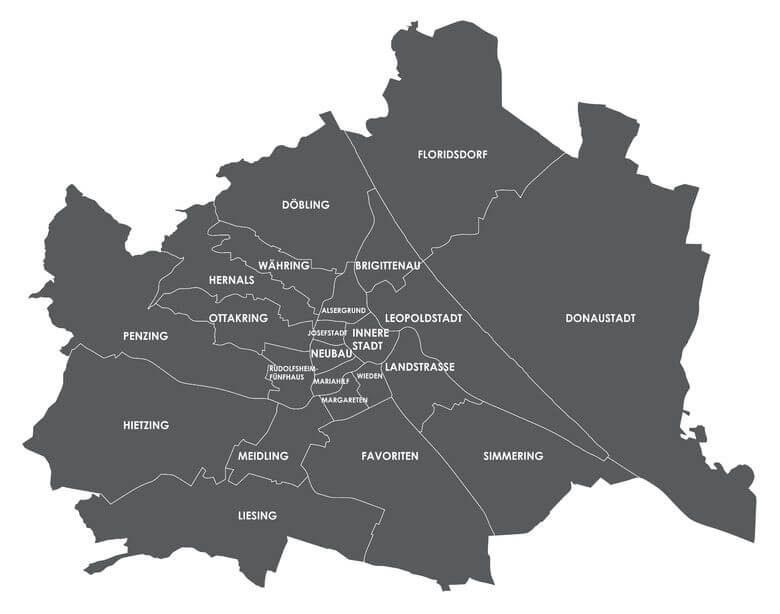 FLORIDSDORF
DÖBLING
WÄHRING
BRIGITTENAU
HERNALS
ALSERGRUND
OTTAKRING
LEOPOLDSTADT
DONAUSTADT
PENZING
JOSEFSTADT
INNERE
STADT
NEUBAU
RUDOLFSHEIM-
FÜNFHAUS
MARIAHILF
WIEDEN
LANDSTRASSE
MARGARETEN
HIETZING
MEIDLING
FAVORITEN
SIMMERING
LIESING